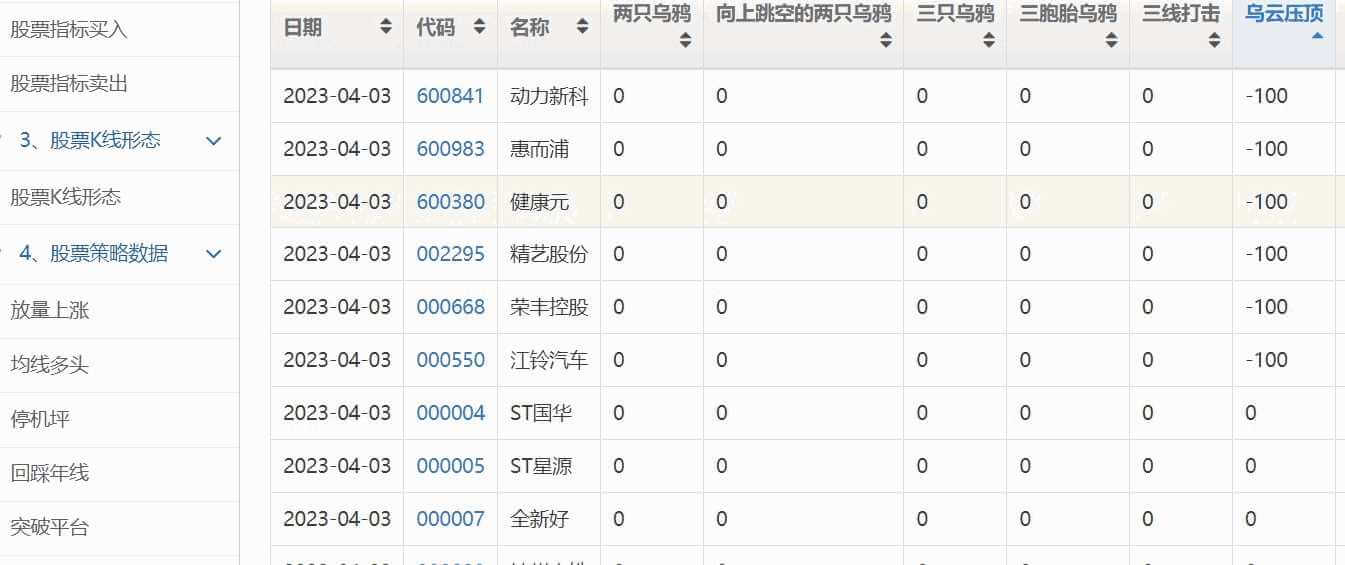 股票指标买入
股票指标卖出
3、股票K线形态
股票K线形态
4、股票策略数据
放量上涨
均线多头
停机坪
回踩年线
突破平台
日期 代码 名称 两只乌鸦 向上跳空的两只乌鸦 三只乌鸦 三胞胎乌鸦 三线打击 乌云压顶
2023-04-03 600841 动力新科 0 0 0 0 0 -100
2023-04-03 600983 惠而浦 0 0 0 0 0 -100
2023-04-03 600380 健康元 0 0 0 0 0 -100
2023-04-03 002295 精艺股份 0 0 0 0 0 -100
2023-04-03 000668 荣丰控股 0 0 0 0 0 -100
2023-04-03 000550 江铃汽车 0 0 0 0 0 -100
2023-04-03 000004 ST国华 0 0 0 0 0 0
2023-04-03 000005 ST星源 0 0 0 0 0 0
2023-04-03 000007 全新好 0 0 0 0 0 0